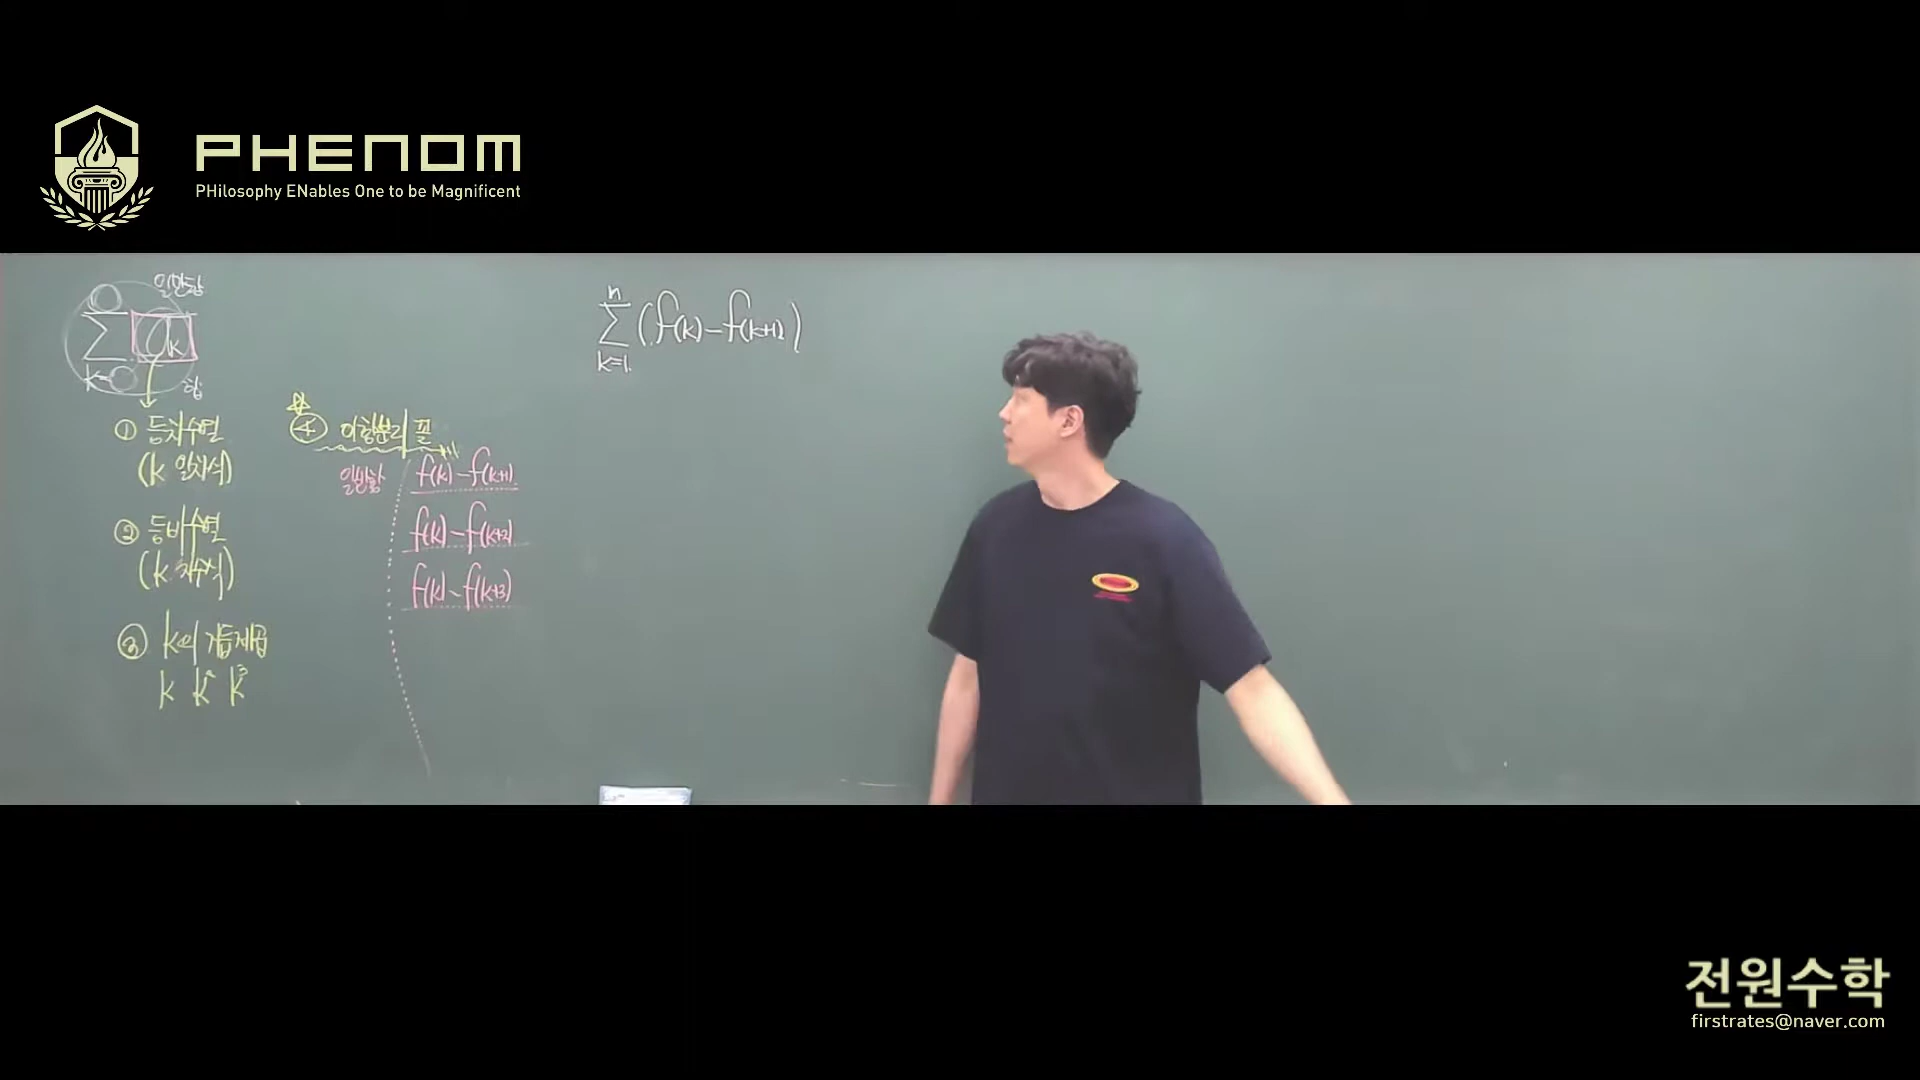 PHENOM
PHilosophy ENables One to be Magnificent
일반항
∑ ak
k=
합
① 등차수열
(k 일차식)
② 등비수열
(k 지수식)
③ k의 거듭제곱
k k² k³
④ 이항분리꼴
일반항
f(k)-f(k+1)
f(k)-f(k+2)
f(k)-f(k+3)
n
∑ (f(k)-f(k+1))
k=1
전원수학
firstrates@naver.com